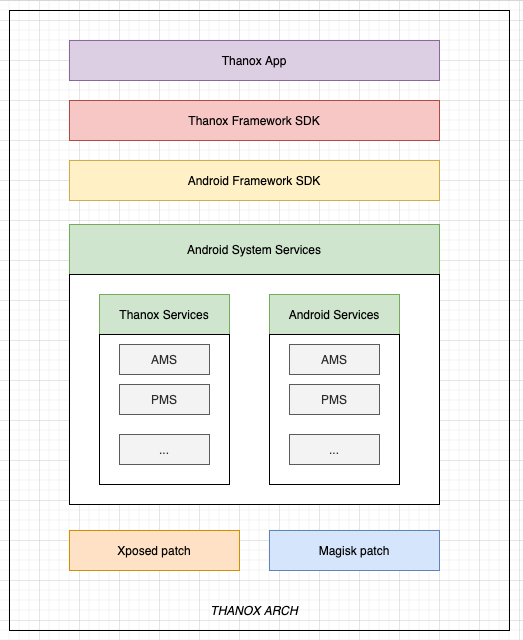 Thanox App
Thanox Framework SDK
Android Framework SDK
Android System Services
Thanox Services
AMS
PMS
...
Android Services
AMS
PMS
...
Xposed patch
Magisk patch
THANOX ARCH